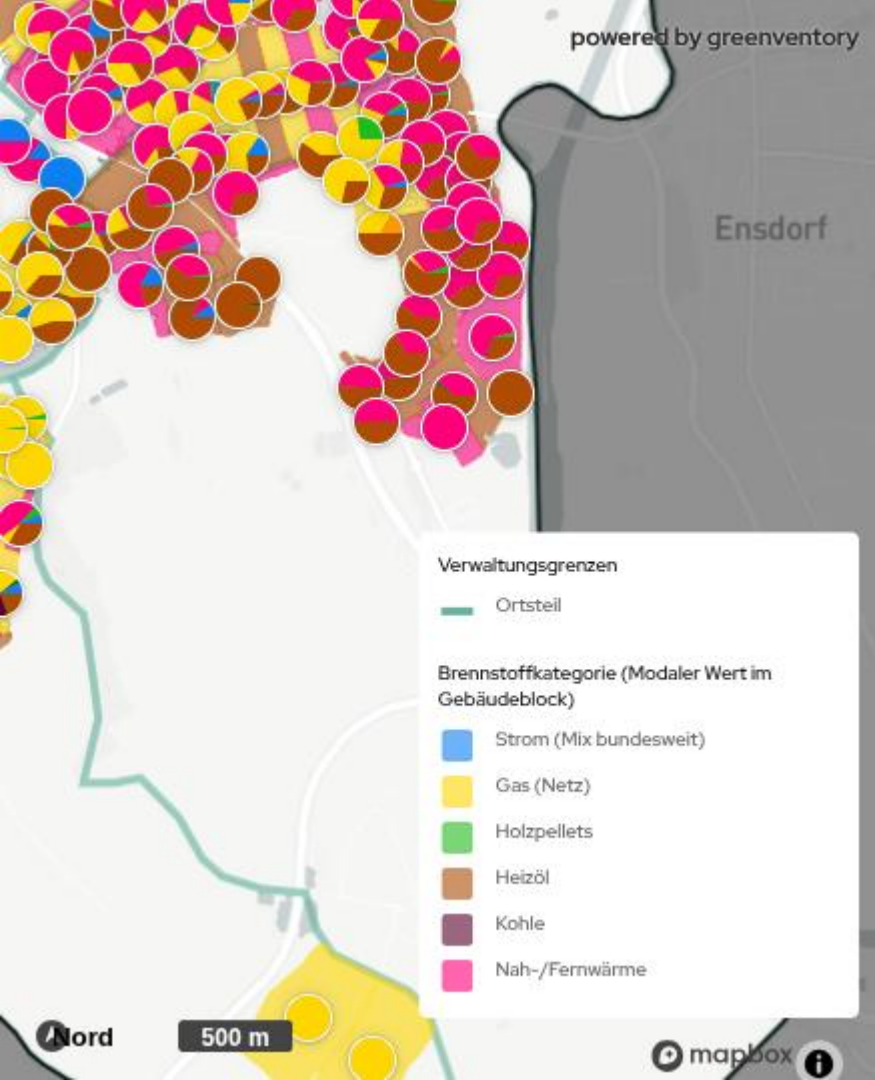 powered by greenventory
Ensdorf
Verwaltungsgrenzen
Ortsteil
Brennstoffkategorie (Modaler Wert im
Gebäudeblock)
Strom (Mix bundesweit)
Gas (Netz)
Holzpellets
Heizöl
Kohle
Nah-/Fernwärme
Nord
500 m
mapbox